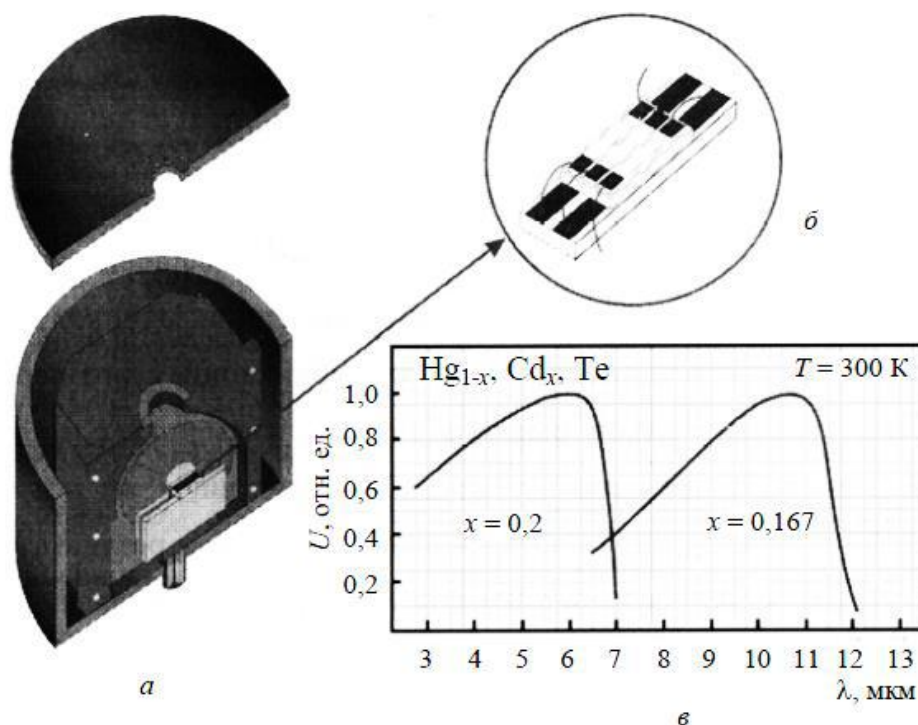 б
Hg1-x, Cdx, Te
T = 300 К
U, отн. ед.
1,0
0,8
0,6
0,4
0,2
x = 0,2
x = 0,167
3 4 5 6 7 8 9 10 11 12 13
λ, мкм
а
в